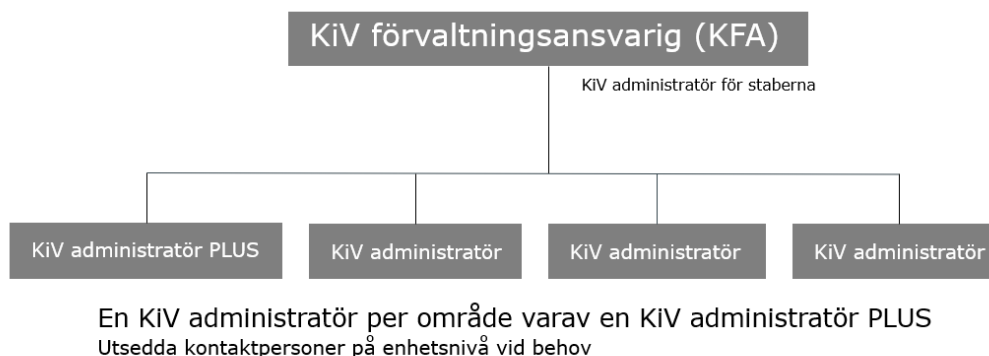 KiV förvaltningsansvarig (KFA)
KiV administratör för staberna
KiV administratör PLUS
KiV administratör
KiV administratör
KiV administratör
En KiV administratör per område varav en KiV administratör PLUS
Utsedda kontaktpersoner på enhetsnivå vid behov